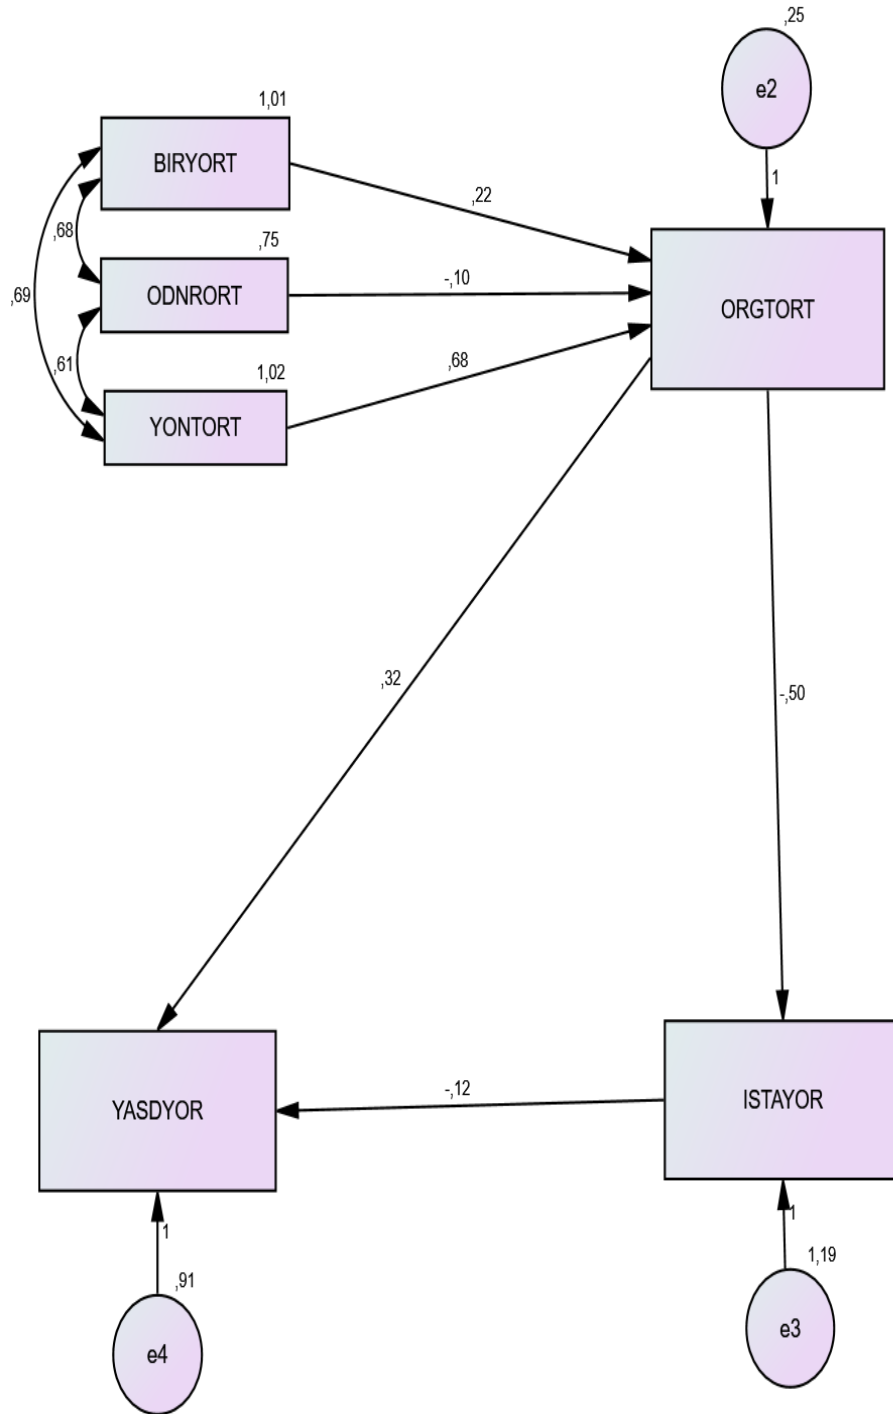 ,25
e2
1
1,01
BIRYORT
,22
,68
,75
ODNRORT
-,10
ORGTORT
,69
,61
1,02
YONTORT
,68
,32
-,50
YASDYOR
-,12
ISTAYOR
1
,91
e4
1
1,19
e3